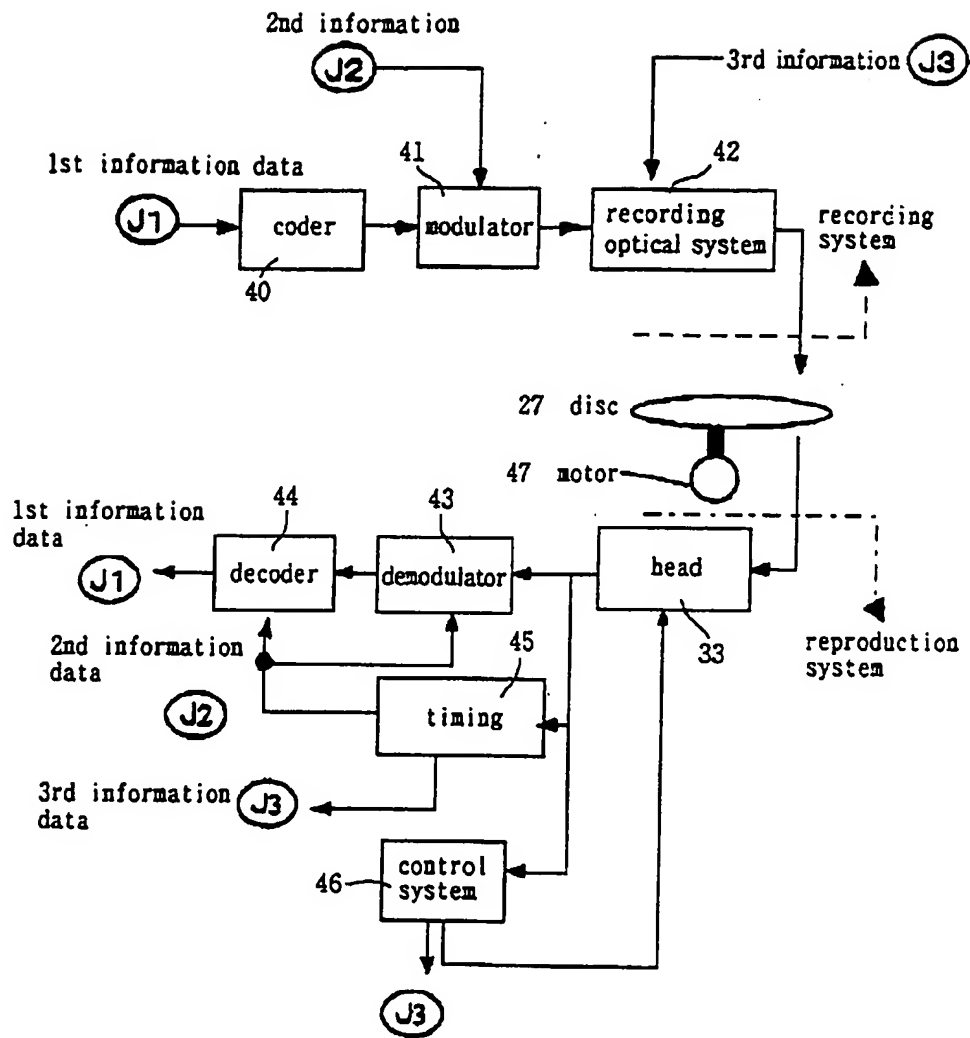 2nd information
J2
3rd information J3
1st information data
41
42
J1
coder
modulator
recording
optical system
recording
system
40
27 disc
47 motor
44
43
1st information
data
J1
decoder
demodulator
head
33
2nd information
data
45
reproduction
system
J2
timing
3rd information
data
J3
46
control
system
J3